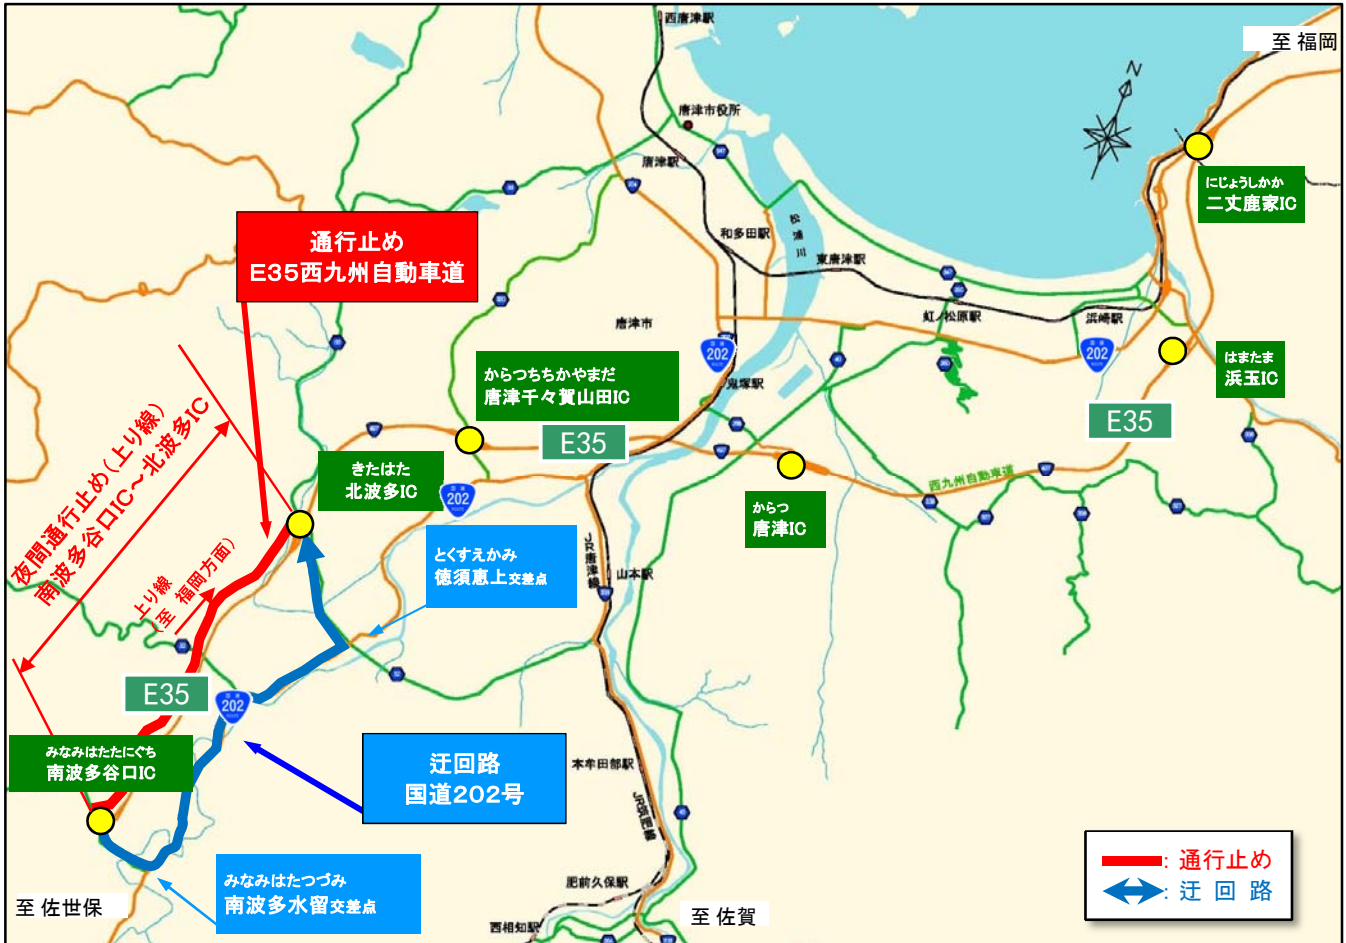 西唐津駅
至 福岡
N
唐津市役所
347
唐津駅
にじょうしかか
二丈鹿家IC
204
通行止め
E35西九州自動車道
松浦川
和多田駅
東唐津駅
虹ノ松原駅
浜崎駅
唐津市
202
202
はまたま
浜玉IC
からつちちかやまだ
唐津千々賀山田IC
鬼塚駅
E35
E35
夜間通行止め(上り線)
南波多谷口IC~北波多IC
きたはた
北波多IC
202
西九州自動車道
からつ
唐津IC
上り線
(至 福岡方面)
とくすえかみ
徳須恵上交差点
JR唐津線
山本駅
52
E35
202
みなみはたたにぐち
南波多谷口IC
迂回路
国道202号
本牟田部駅
JR筑肥線
通行止め
迂 回 路
みなみはたつづみ
南波多水留交差点
肥前久保駅
至 佐世保
西相知駅
至 佐賀